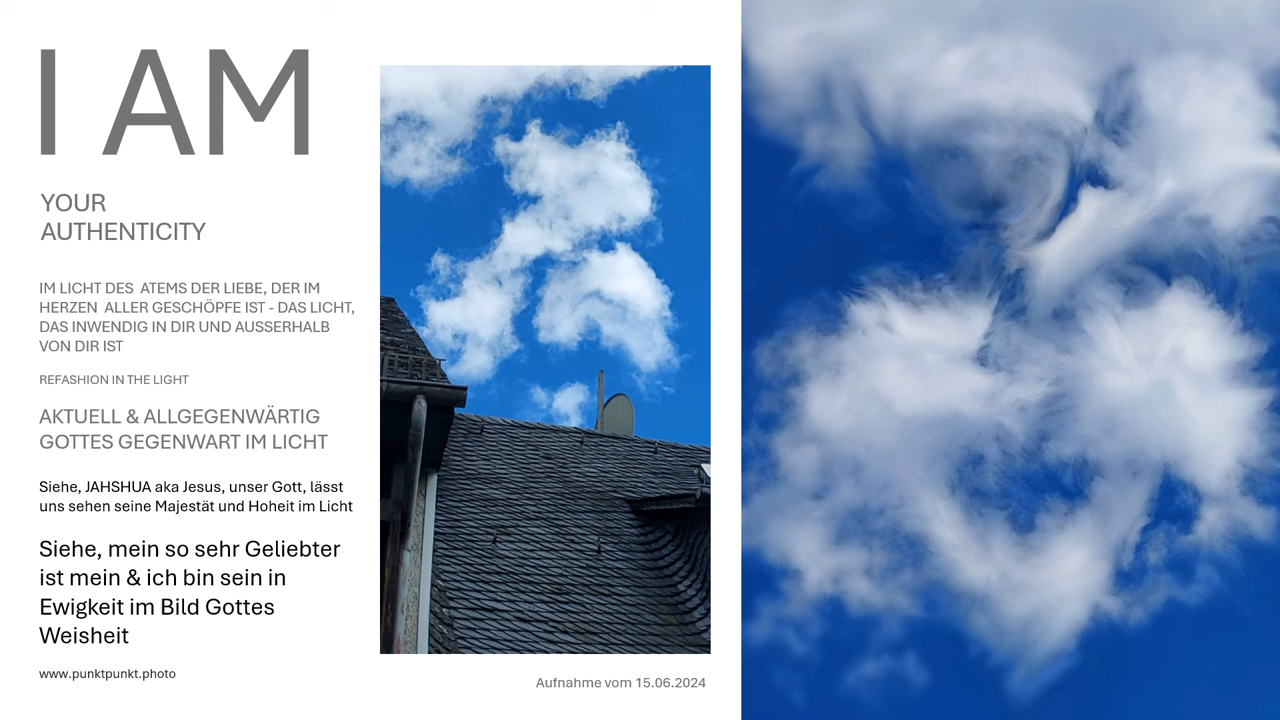 I AM
YOUR
AUTHENTICITY
IM LICHT DES  ATEMS DER LIEBE, DER IM
HERZEN  ALLER GESCHÖPFE IST - DAS LICHT,
DAS INWENDIG IN DIR UND AUSSERHALB
VON DIR IST
REFASHION IN THE LIGHT
AKTUELL & ALLGEGENWÄRTIG
GOTTES GEGENWART IM LICHT
Siehe, JAHSHUA aka Jesus, unser Gott, lässt
uns sehen seine Majestät und Hoheit im Licht
Siehe, mein so sehr Geliebter
ist mein & ich bin sein in
Ewigkeit im Bild Gottes
Weisheit
www.punktpunkt.photo
Aufnahme vom 15.06.2024